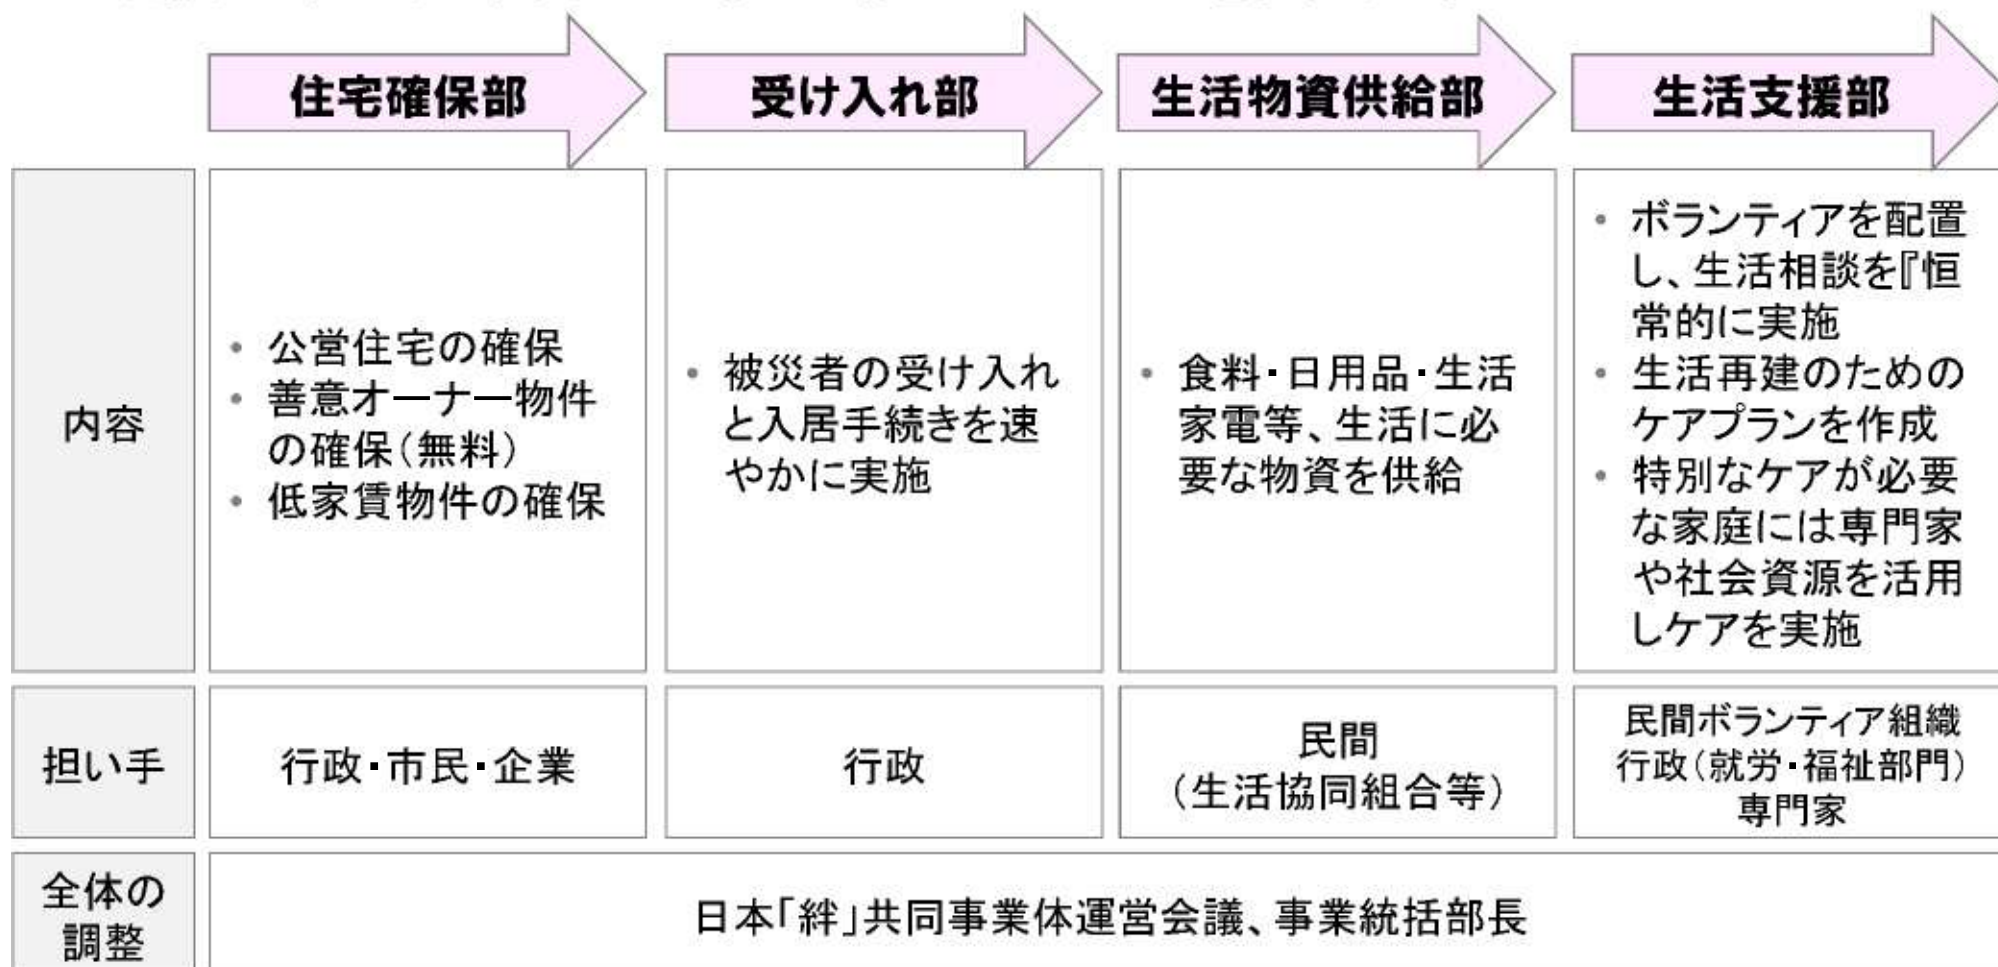 住宅確保部
受け入れ部
生活物資供給部
生活支援部
内容
• 公営住宅の確保
• 善意オーナー物件
の確保(無料)
• 低家賃物件の確保
• 被災者の受け入れ
と入居手続きを速
やかに実施
• 食料・日用品・生活
家電等、生活に必
要な物資を供給
• ボランティアを配置
し、生活相談を『恒
常的に実施
• 生活再建のための
ケアプランを作成
• 特別なケアが必要
な家庭には専門家
や社会資源を活用
しケアを実施
担い手
行政・市民・企業
行政
民間
(生活協同組合等)
民間ボランティア組織
行政(就労・福祉部門)
専門家
全体の
調整
日本「絆」共同事業体運営会議、事業統括部長